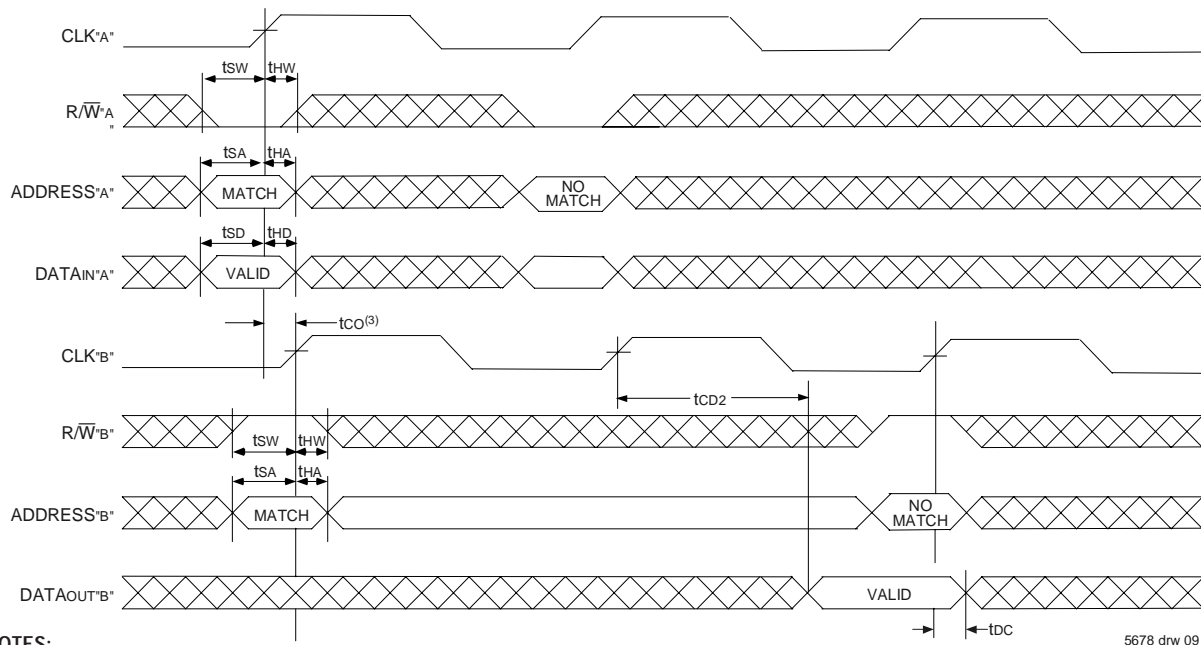 CLK"A"
tSW tHW
R/W"A
"
tSA tHA
ADDRESS"A" MATCH NO MATCH
tSD tHD
DATAIN"A" VALID
tCO(3)
CLK"B"
tCD2
R/W"B"
tSW tHW
tSA tHA
ADDRESS"B" MATCH NO MATCH
DATAOUT"B" VALID
tDC
5678 drw 09